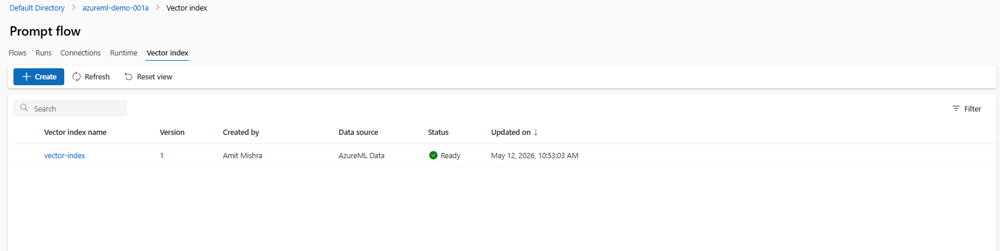 Default Directory > azureml-demo-001a > Vector index
Prompt flow
Flows Runs Connections Runtime Vector index
+ Create Refresh Reset view
Search Filter
Vector index name Version Created by Data source Status Updated on ↓
vector-index 1 Amit Mishra AzureML Data Ready May 12, 2026, 10:53:03 AM